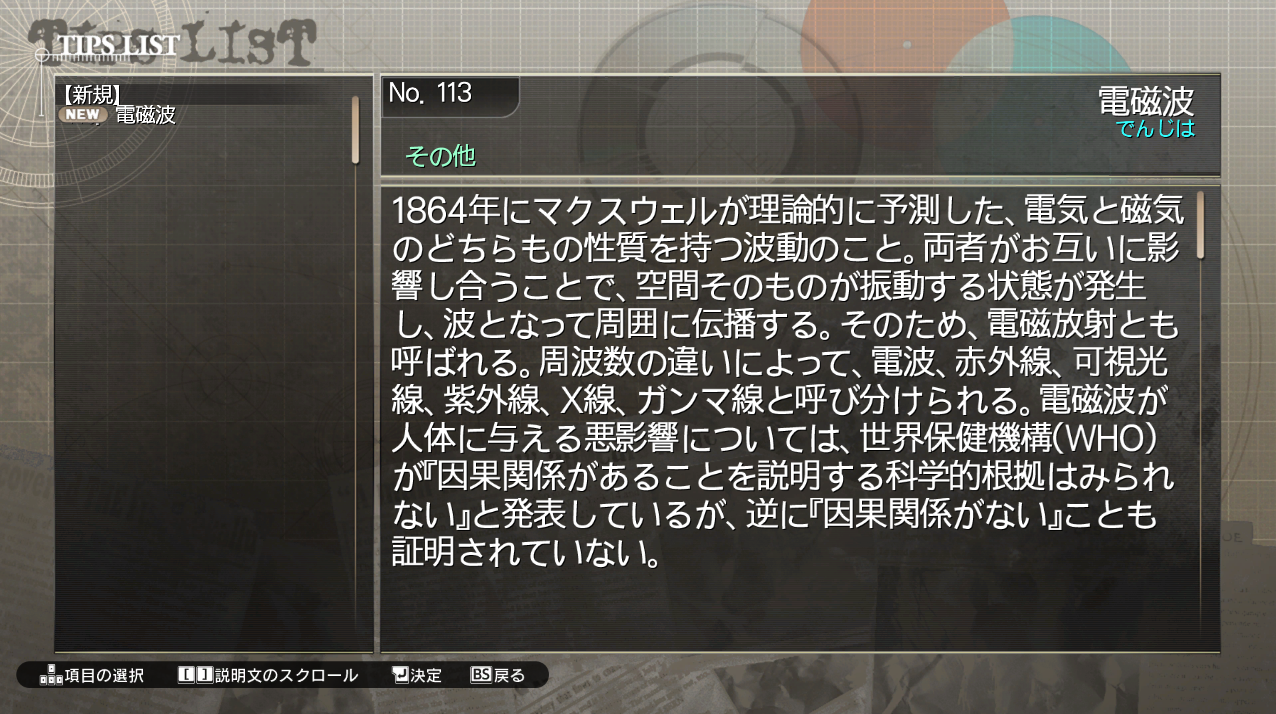 TIPS LIST
TIPS LIST
【新規】
NEW 電磁波
No. 113
電磁波
でんじは
その他
1864年にマクスウェルが理論的に予測した、電気と磁気
のどちらもの性質を持つ波動のこと。両者がお互いに影
響し合うことで、空間そのものが振動する状態が発生
し、波となって周囲に伝播する。そのため、電磁放射とも
呼ばれる。周波数の違いによって、電波、赤外線、可視光
線、紫外線、X線、ガンマ線と呼び分けられる。電磁波が
人体に与える悪影響については、世界保健機構(WHO)
が『因果関係があることを説明する科学的根拠はみられ
ない』と発表しているが、逆に『因果関係がない』ことも
証明されていない。
項目の選択 [ ] 説明文のスクロール 決定 BS 戻る